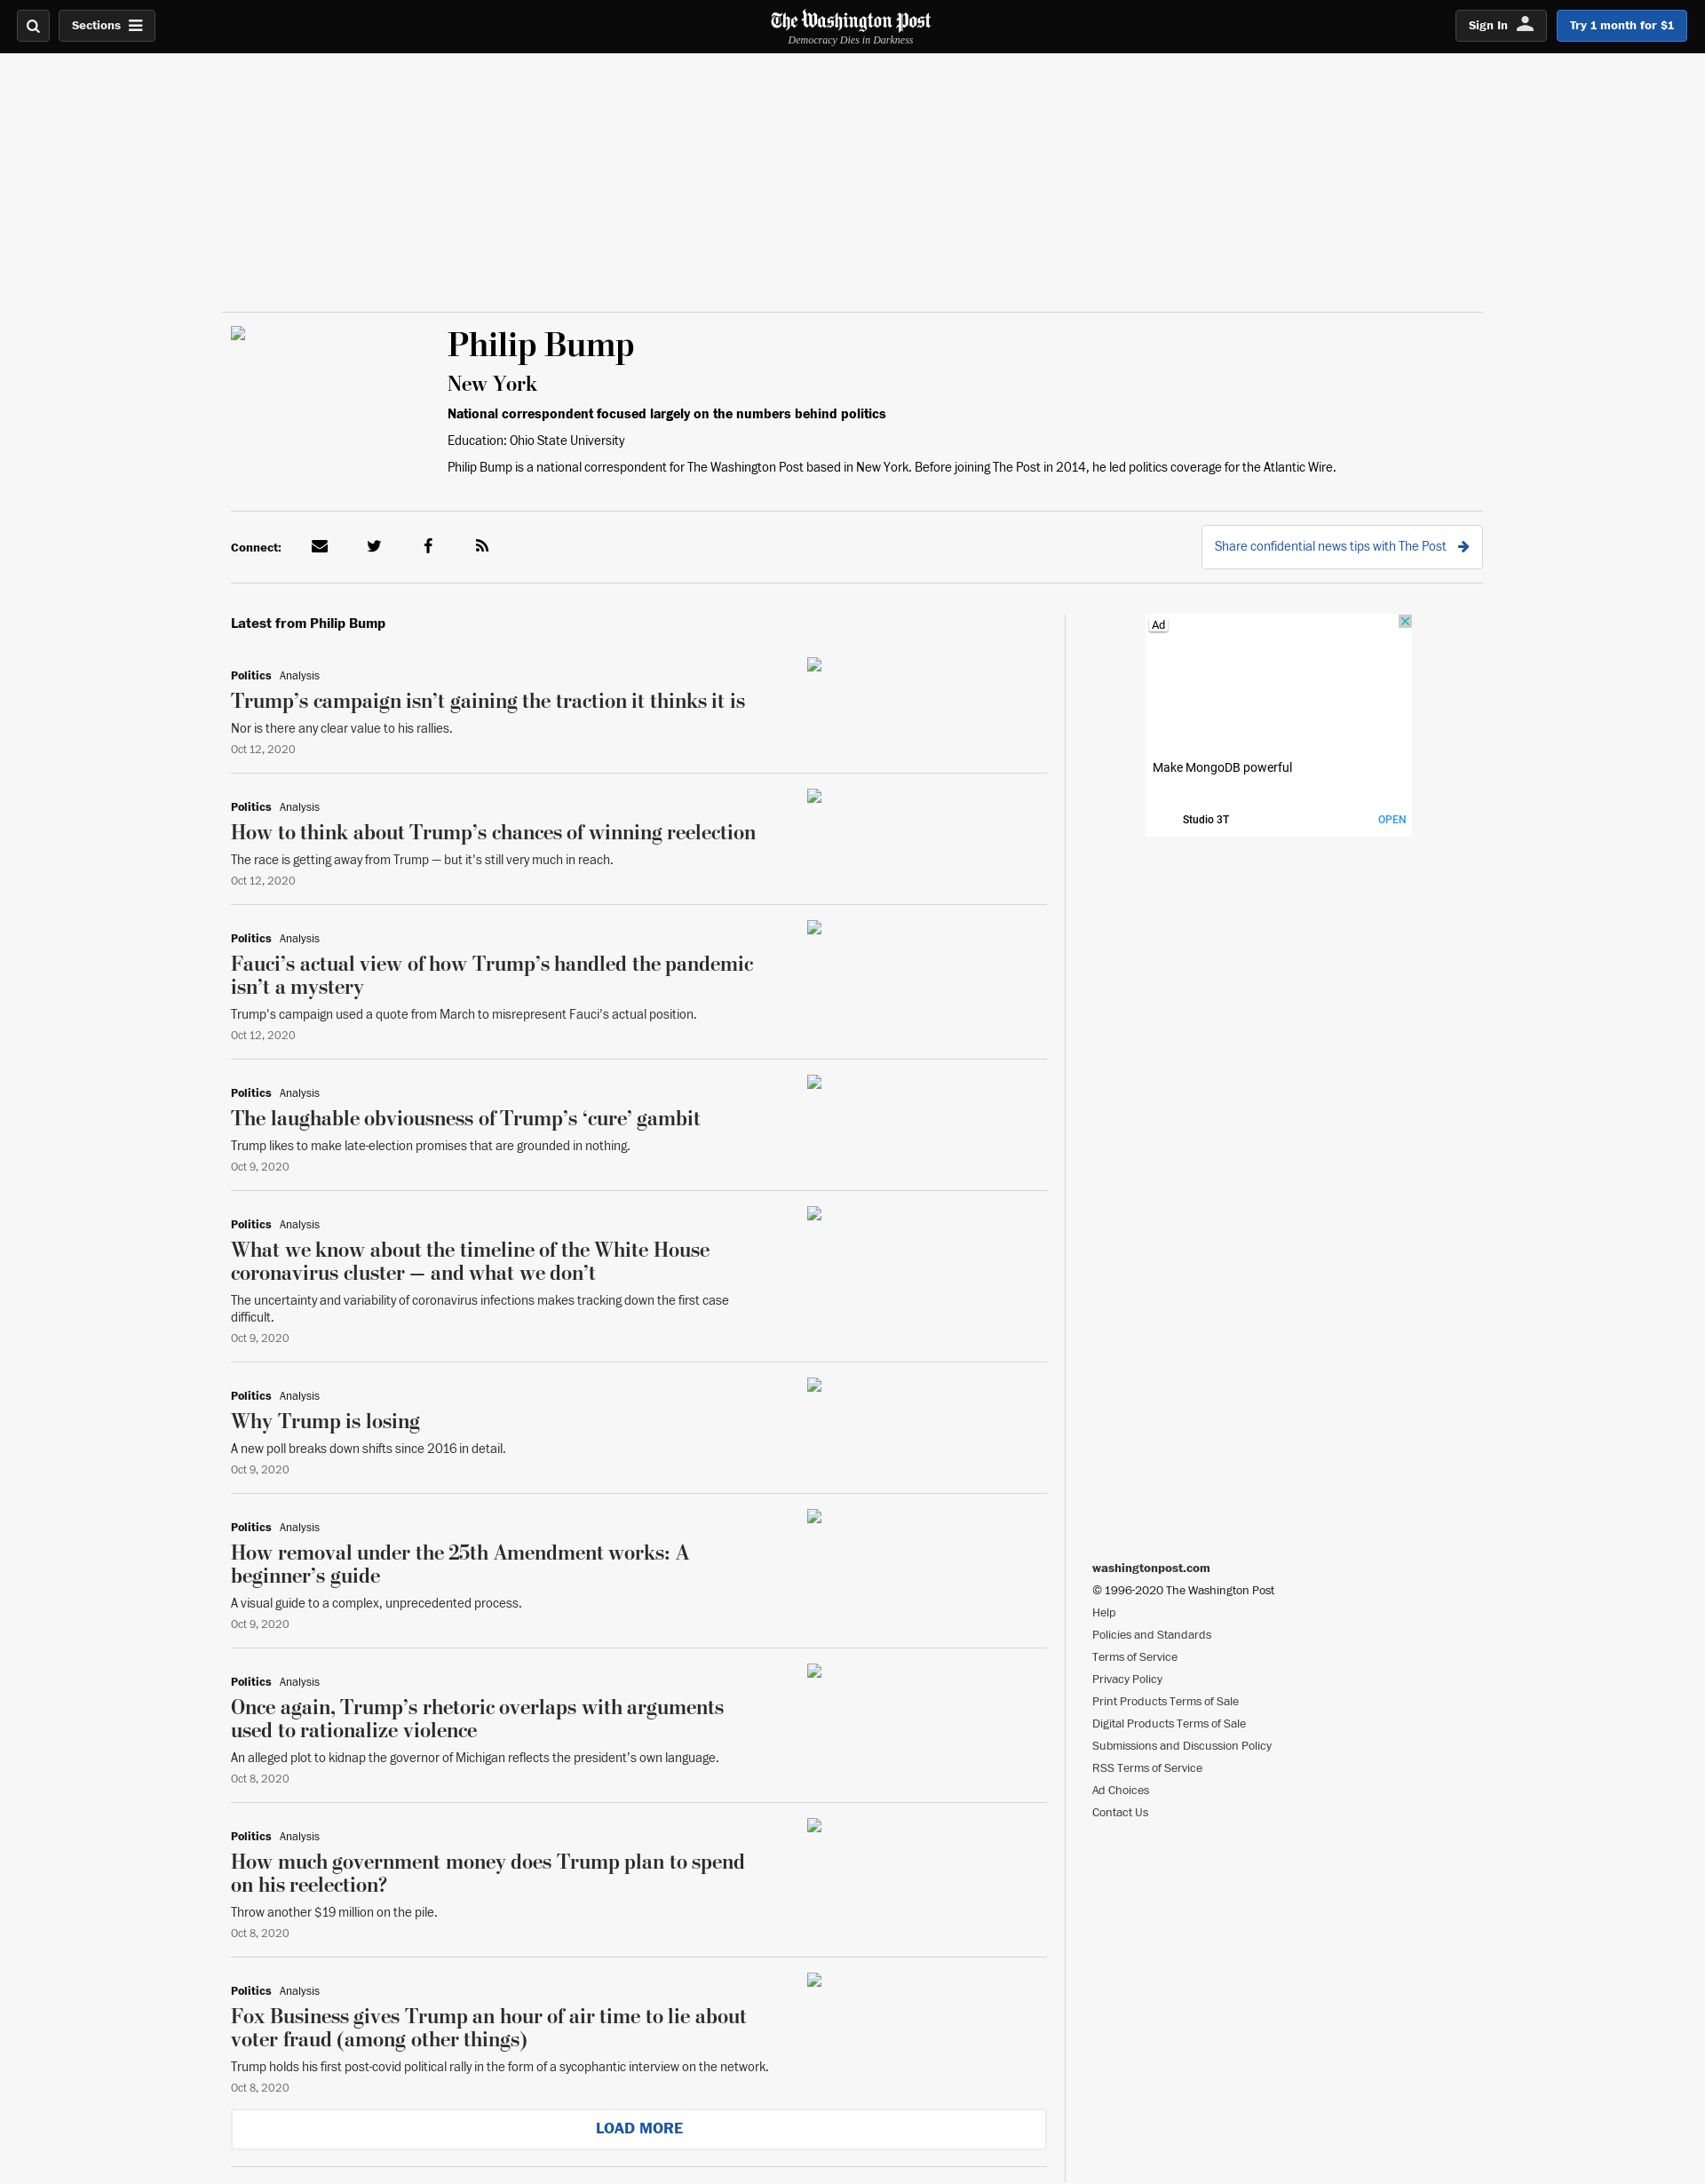 Sections
The Washington Post
Democracy Dies in Darkness
Sign In
Try 1 month for $1
Philip Bump
New York
National correspondent focused largely on the numbers behind politics
Education: Ohio State University
Philip Bump is a national correspondent for The Washington Post based in New York. Before joining The Post in 2014, he led politics coverage for the Atlantic Wire.
Connect:
Share confidential news tips with The Post
Latest from Philip Bump
Politics Analysis
Trump’s campaign isn’t gaining the traction it thinks it is
Nor is there any clear value to his rallies.
Oct 12, 2020
Politics Analysis
How to think about Trump’s chances of winning reelection
The race is getting away from Trump — but it's still very much in reach.
Oct 12, 2020
Politics Analysis
Fauci’s actual view of how Trump’s handled the pandemic
isn’t a mystery
Trump's campaign used a quote from March to misrepresent Fauci's actual position.
Oct 12, 2020
Politics Analysis
The laughable obviousness of Trump’s ‘cure’ gambit
Trump likes to make late-election promises that are grounded in nothing.
Oct 9, 2020
Politics Analysis
What we know about the timeline of the White House
coronavirus cluster — and what we don’t
The uncertainty and variability of coronavirus infections makes tracking down the first case
difficult.
Oct 9, 2020
Politics Analysis
Why Trump is losing
A new poll breaks down shifts since 2016 in detail.
Oct 9, 2020
Politics Analysis
How removal under the 25th Amendment works: A
beginner’s guide
A visual guide to a complex, unprecedented process.
Oct 9, 2020
Politics Analysis
Once again, Trump’s rhetoric overlaps with arguments
used to rationalize violence
An alleged plot to kidnap the governor of Michigan reflects the president’s own language.
Oct 8, 2020
Politics Analysis
How much government money does Trump plan to spend
on his reelection?
Throw another $19 million on the pile.
Oct 8, 2020
Politics Analysis
Fox Business gives Trump an hour of air time to lie about
voter fraud (among other things)
Trump holds his first post-covid political rally in the form of a sycophantic interview on the network.
Oct 8, 2020
LOAD MORE
Ad
Make MongoDB powerful
Studio 3T
OPEN
washingtonpost.com
© 1996-2020 The Washington Post
Help
Policies and Standards
Terms of Service
Privacy Policy
Print Products Terms of Sale
Digital Products Terms of Sale
Submissions and Discussion Policy
RSS Terms of Service
Ad Choices
Contact Us